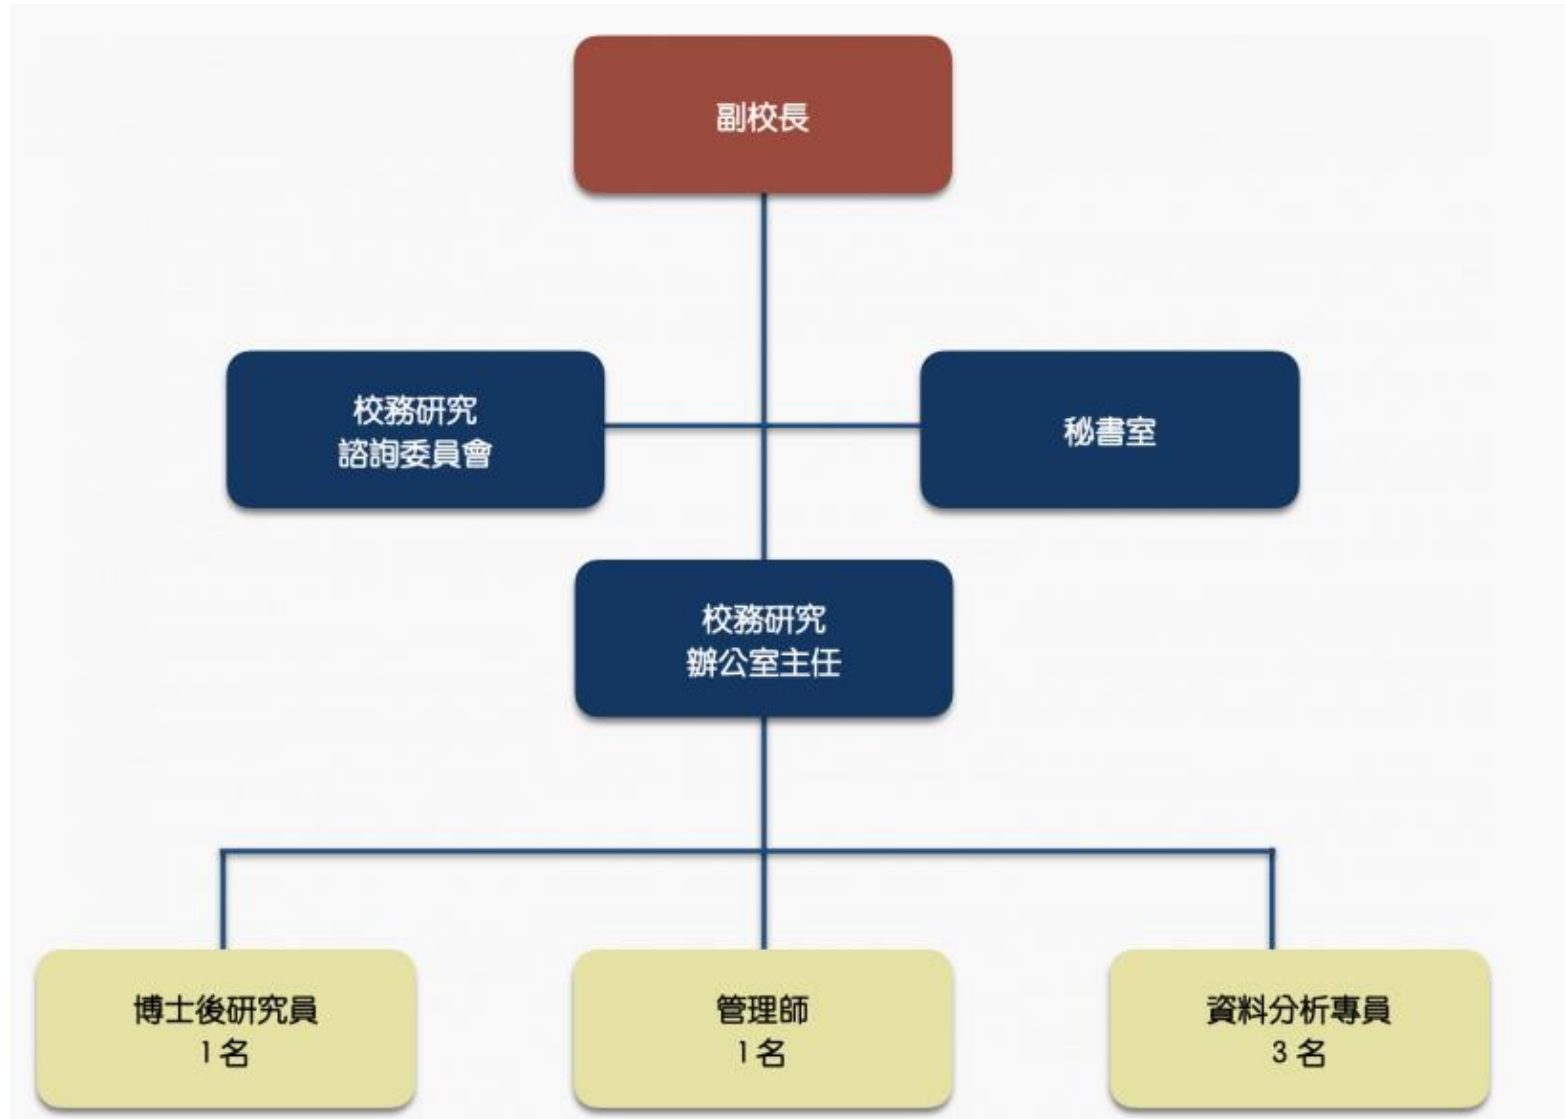 副校長
校務研究
諮詢委員會
秘書室
校務研究
辦公室主任
博士後研究員
1名
管理師
1名
資料分析專員
3 名